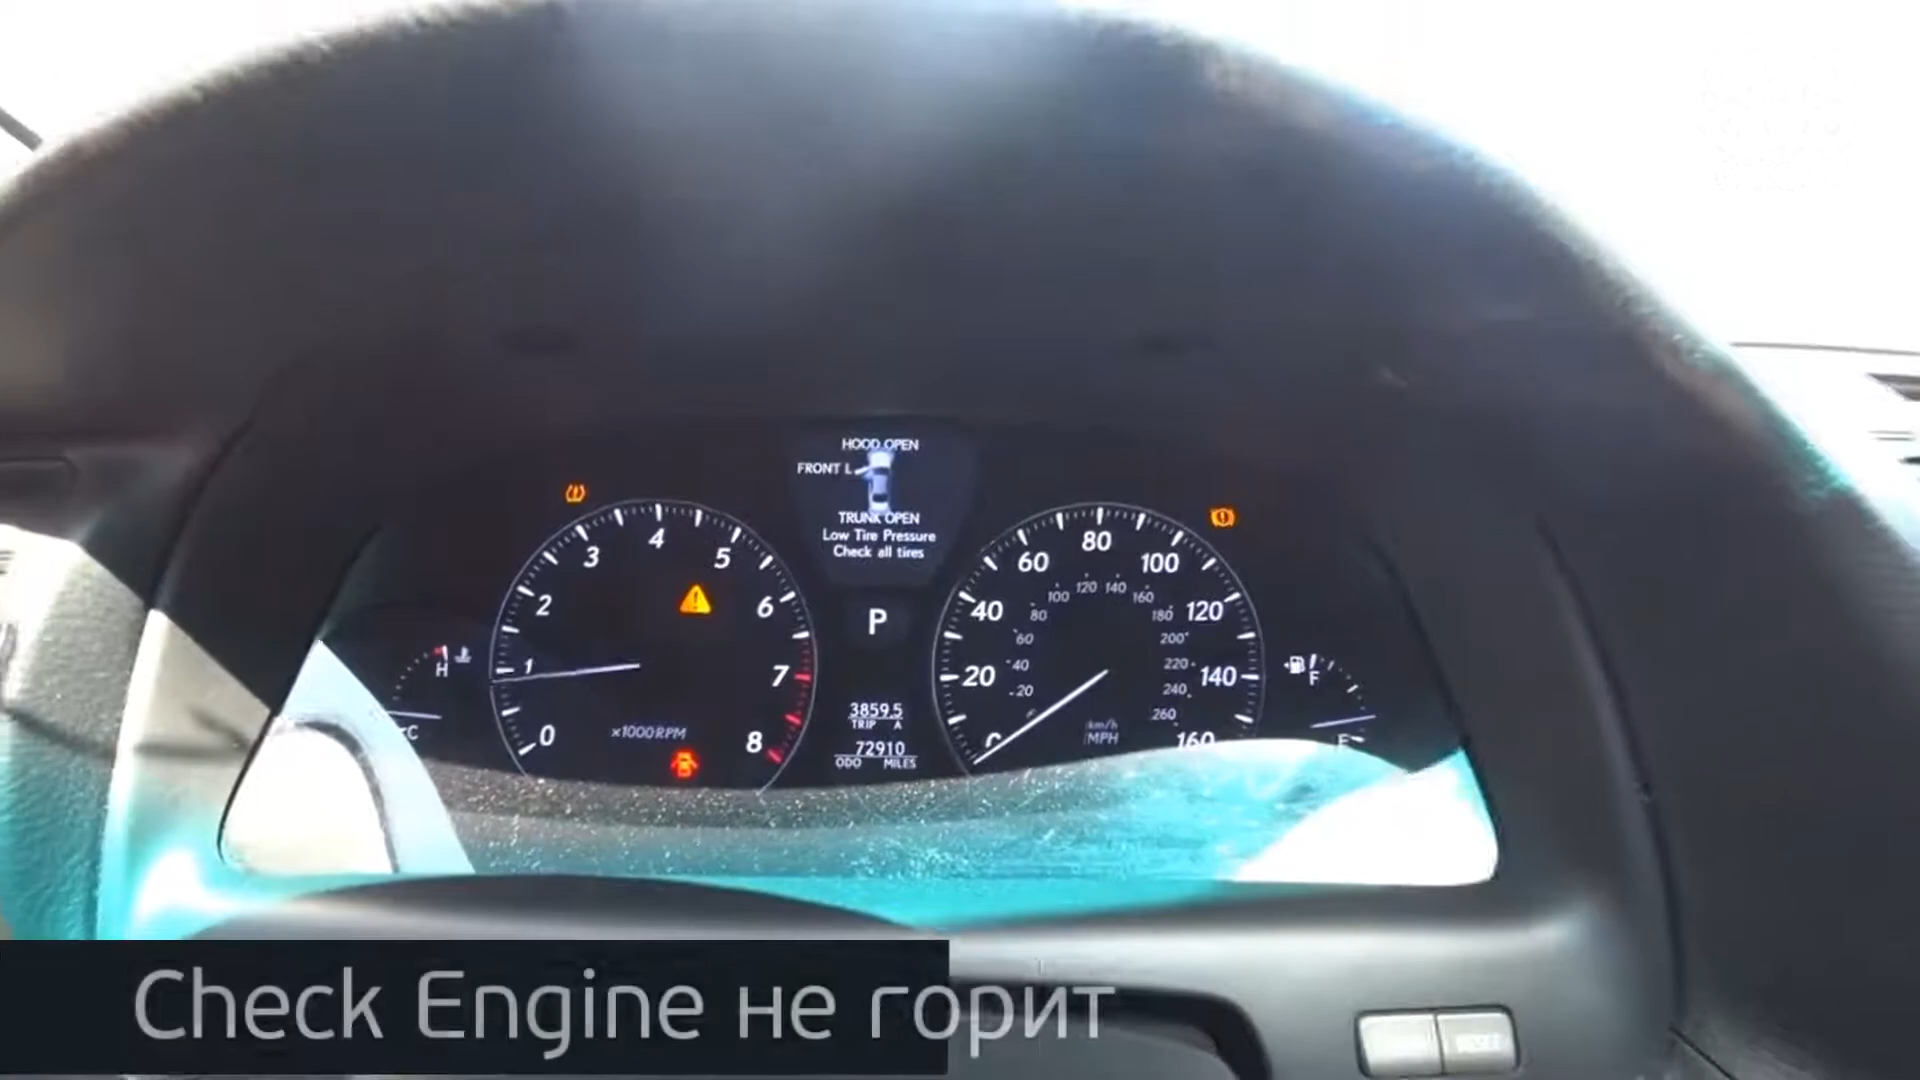 HOOD OPEN
FRONT L
TRUNK OPEN
Low Tire Pressure
Check all tires
0 1 2 3 4 5 6 7 8
x1000RPM
P
3859.5
TRIP A
72910
ODO MILES
20 40 60 80 100 120 140 160
20 40 60 80 100 120 140 160 180 200 220 240 260
km/h
MPH
H
C
F
E
RESET
Check Engine не горит